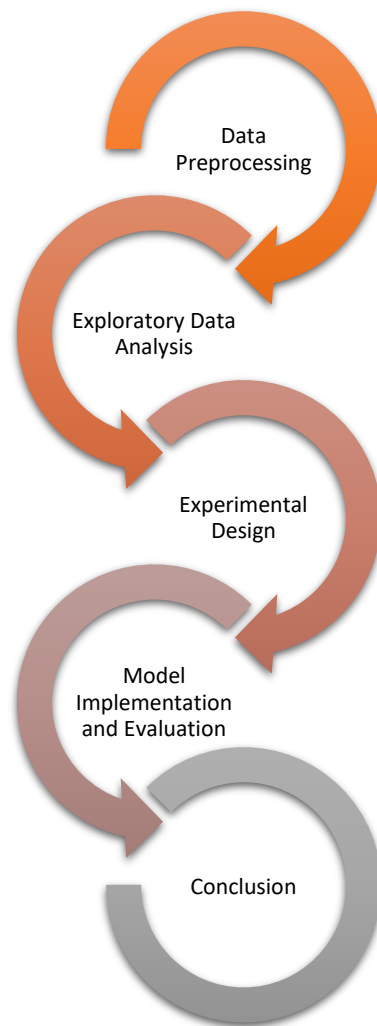 Data
Preprocessing
Exploratory Data
Analysis
Experimental
Design
Model
Implementation
and Evaluation
Conclusion